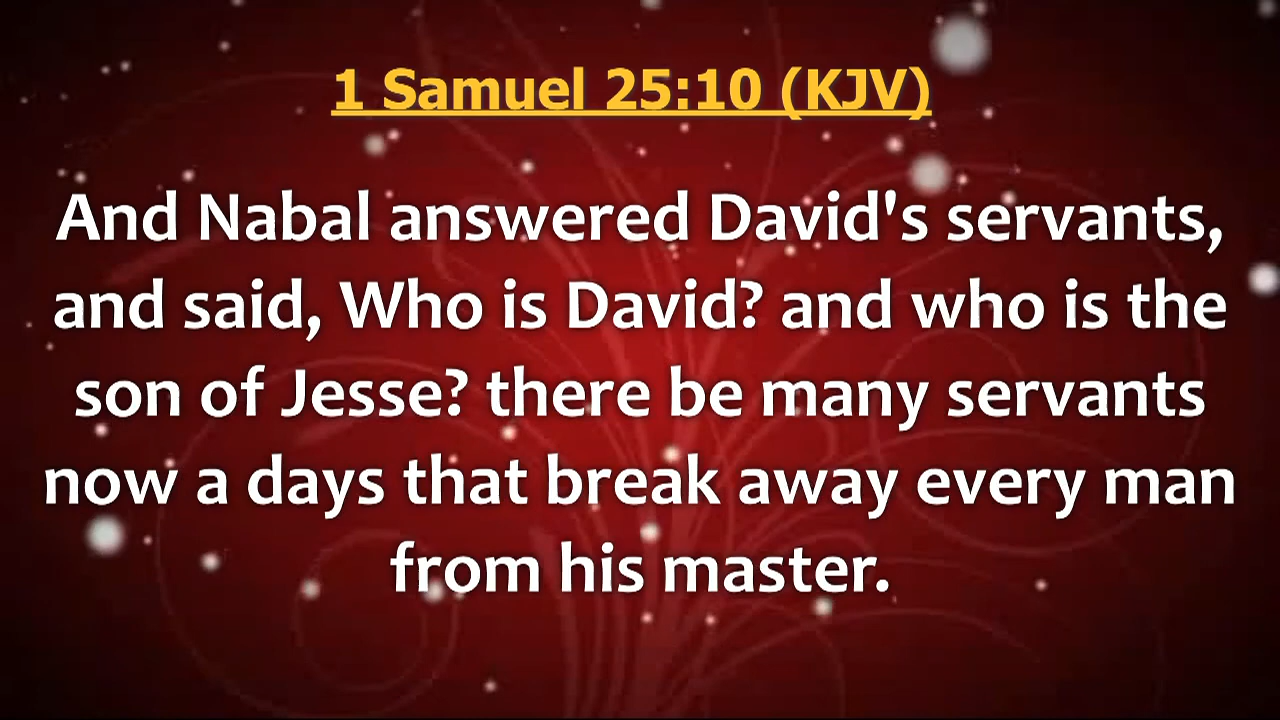 1 Samuel 25:10 (KJV)
And Nabal answered David's servants,
and said, Who is David? and who is the
son of Jesse? there be many servants
now a days that break away every man
from his master.